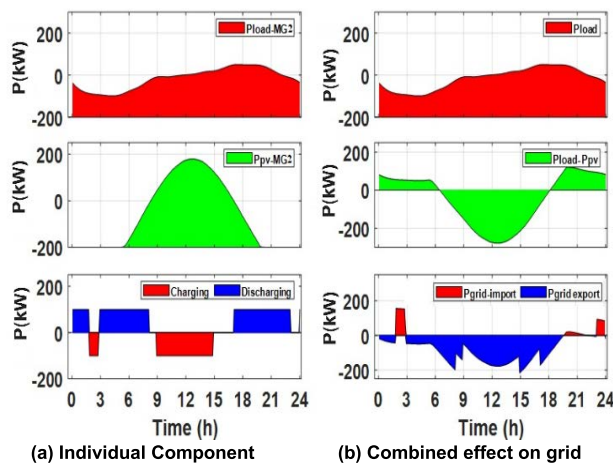 200
0
-200
P(kW)
Pload-MG2
200
0
-200
P(kW)
Ppv-MG2
200
0
-200
P(kW)
Charging
Discharging
0 3 6 9 12 15 18 21 24
Time (h)
(a) Individual Component
200
0
-200
P(kW)
Pload
200
0
-200
P(kW)
Pload-Ppv
200
0
-200
P(kW)
Pgrid-import
Pgrid export
0 3 6 9 12 15 18 21 24
Time (h)
(b) Combined effect on grid